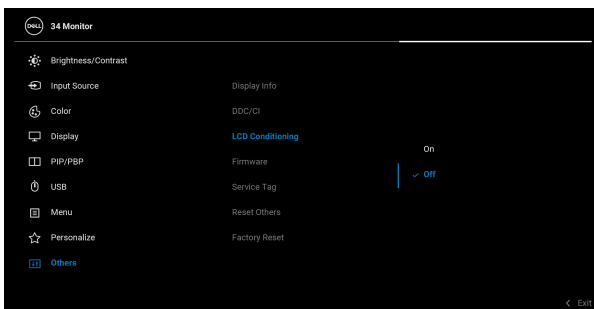 DELL 34 Monitor
Brightness/Contrast
Input Source
Display Info
Color
DDC/CI
Display
LCD Conditioning
On
PIP/PBP
Firmware
Off
USB
Service Tag
Menu
Reset Others
Personalize
Factory Reset
Others
Exit